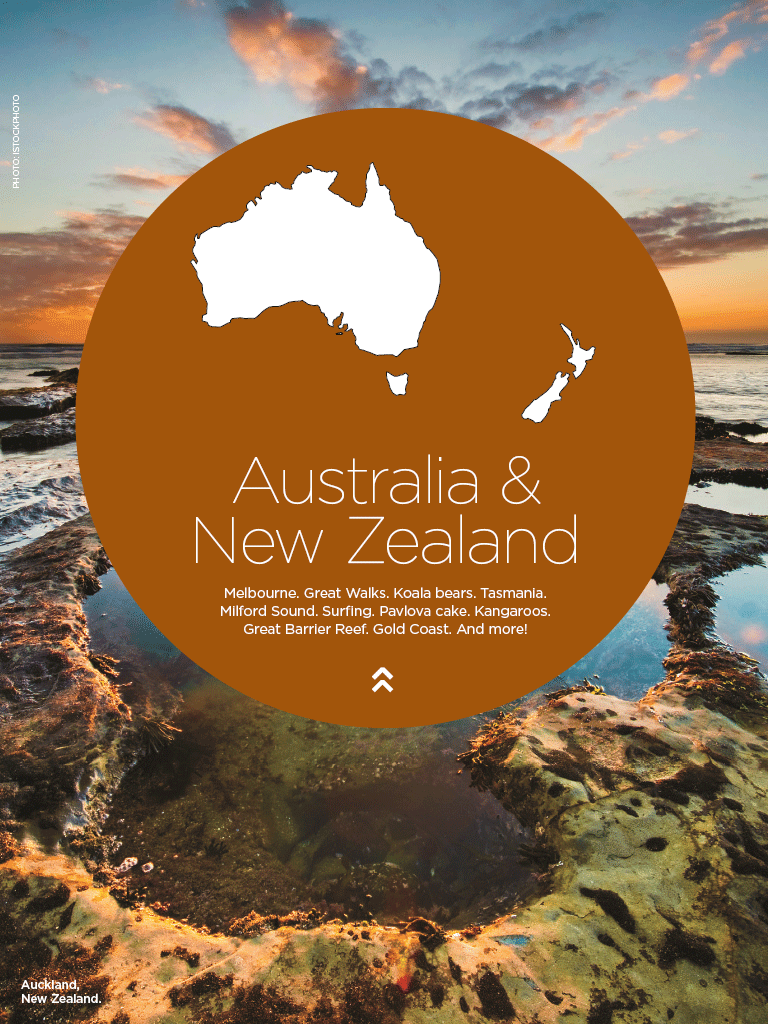 PHOTO: ISTOCKPHOTO
Australia &
New Zealand
Melbourne. Great Walks. Koala bears. Tasmania.
Milford Sound. Surfing. Pavlova cake. Kangaroos.
Great Barrier Reef. Gold Coast. And more!
Auckland,
New Zealand.